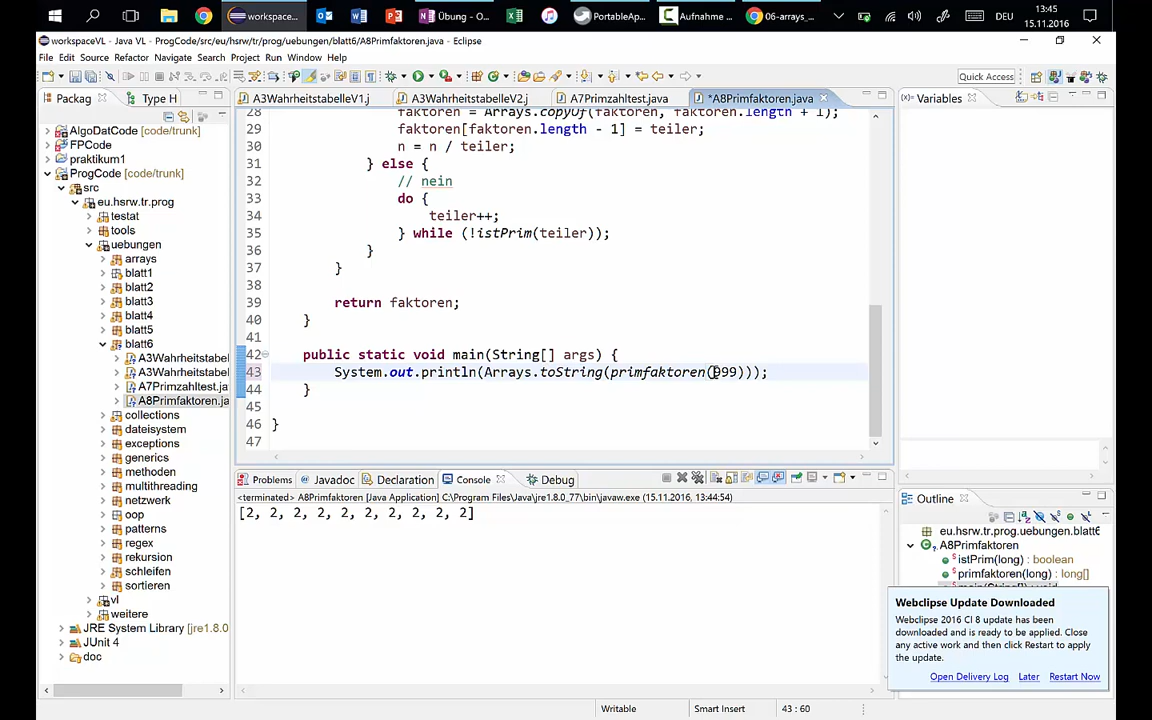 workspace...
Übung - O...
PortableAp...
Aufnahme ...
06-arrays_...
DEU
13:45
15.11.2016
workspaceVL - Java VL - ProgCode/src/eu/hsrw/tr/prog/uebungen/blatt6/A8Primfaktoren.java - Eclipse
File Edit Source Refactor Navigate Search Project Run Window Help
Quick Access
Packag
Type H
A3WahrheitstabelleV1.j
A3WahrheitstabelleV2.j
A7Primzahltest.java
*A8Primfaktoren.java
Variables
AlgoDatCode [code/trunk]
FPCode
praktikum1
ProgCode [code/trunk]
src
eu.hsrw.tr.prog
testat
tools
uebungen
arrays
blatt1
blatt2
blatt3
blatt4
blatt5
blatt6
A3Wahrheitstabel
A3Wahrheitstabel
A7Primzahltest.ja
A8Primfaktoren.ja
collections
dateisystem
exceptions
generics
methoden
multithreading
netzwerk
oop
patterns
regex
rekursion
schleifen
sortieren
vl
weitere
JRE System Library [jre1.8.0
JUnit 4
doc
28 faktoren = Arrays.copyOf(faktoren, faktoren.length + 1);
29 faktoren[faktoren.length - 1] = teiler;
30 n = n / teiler;
31 } else {
32 // nein
33 do {
34 teiler++;
35 } while (!istPrim(teiler));
36 }
37 }
38
39 return faktoren;
40 }
41
42 public static void main(String[] args) {
43 System.out.println(Arrays.toString(primfaktoren(999)));
44 }
45
46 }
47
Problems
Javadoc
Declaration
Console
Debug
<terminated> A8Primfaktoren [Java Application] C:\Program Files\Java\jre1.8.0_77\bin\javaw.exe (15.11.2016, 13:44:54)
[2, 2, 2, 2, 2, 2, 2, 2, 2, 2]
Outline
eu.hsrw.tr.prog.uebungen.blatt6
A8Primfaktoren
istPrim(long) : boolean
primfaktoren(long) : long[]
Webclipse Update Downloaded
Webclipse 2016 CI 8 update has been
downloaded and is ready to be applied. Close
any active work and then click Restart to apply
the update.
Open Delivery Log Later Restart Now
Writable
Smart Insert
43 : 60